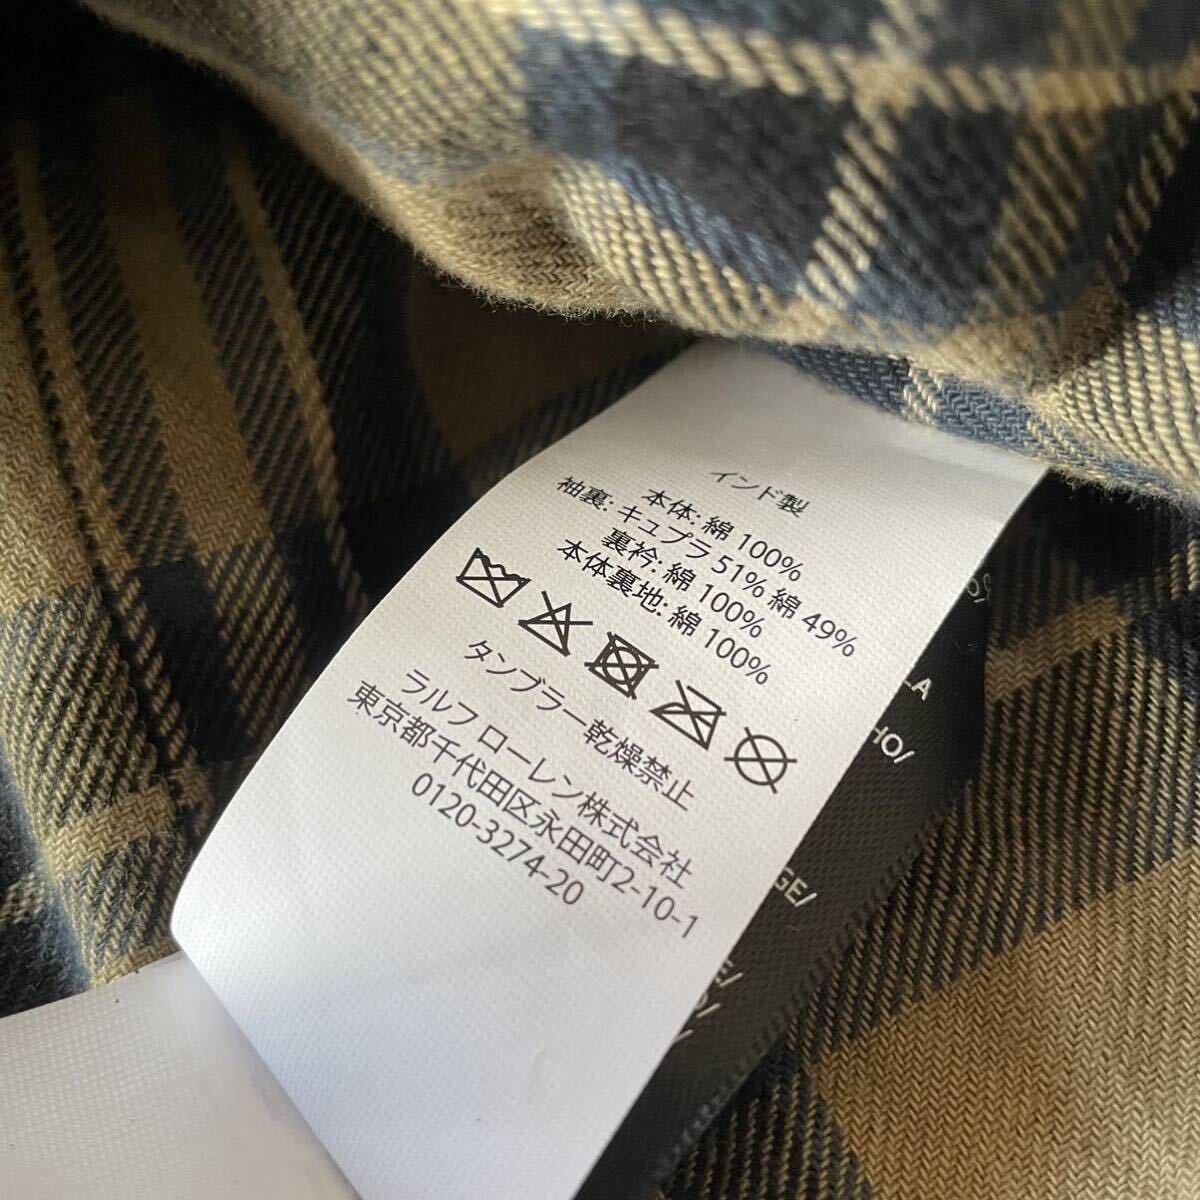 インド製
本体: 綿 100%
袖裏: キュプラ 51% 綿 49%
裏衿: 綿 100%
本体裏地: 綿 100%
タンブラー乾燥禁止
ラルフ ローレン株式会社
東京都千代田区永田町2-10-1
0120-3274-20
LA
HO/
GE/
E/